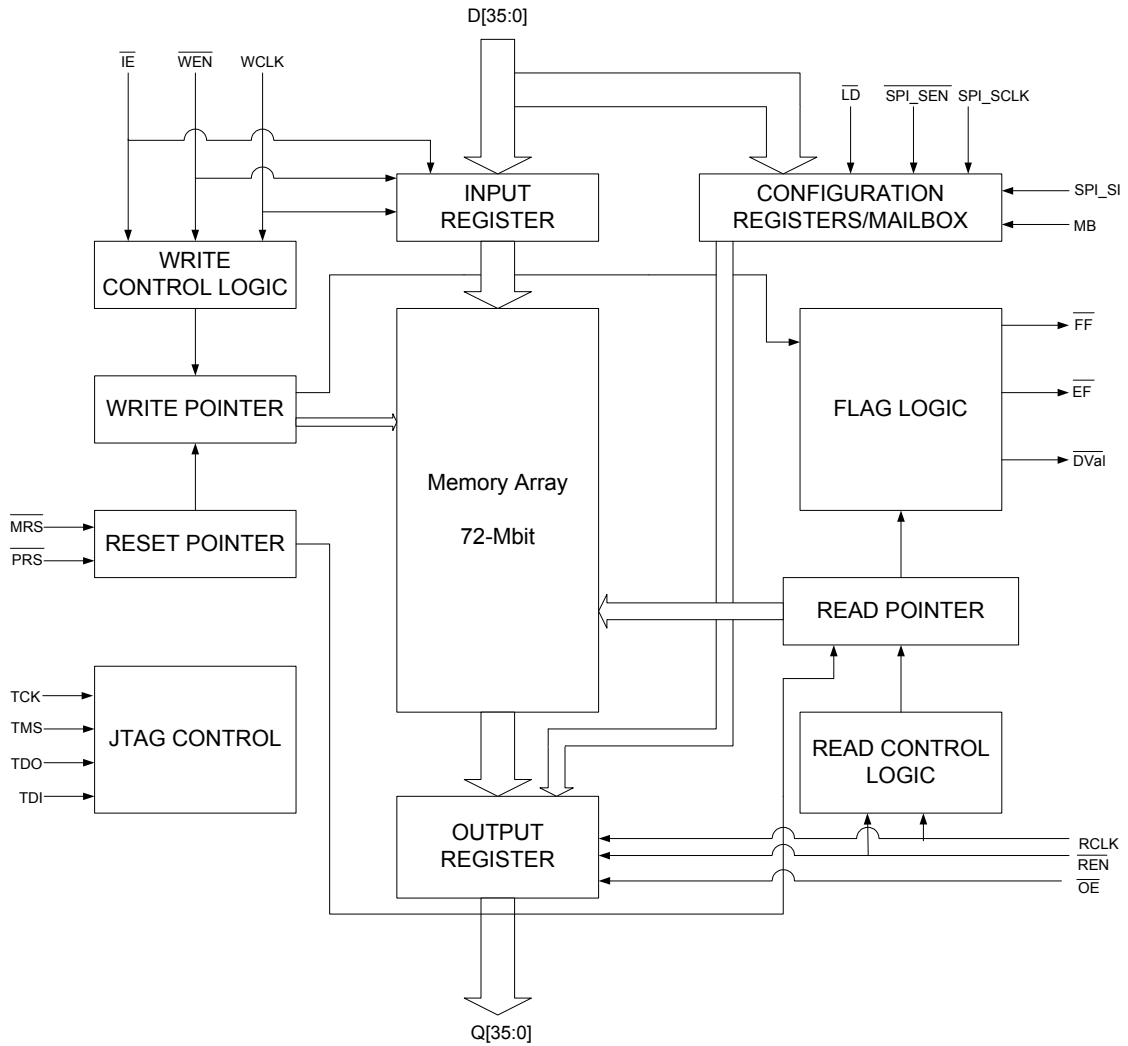 D[35:0]
IE
WEN
WCLK
LD
SPI_SEN
SPI_SCLK
INPUT
REGISTER
CONFIGURATION
REGISTERS/MAILBOX
SPI_SI
MB
WRITE
CONTROL LOGIC
FF
WRITE POINTER
FLAG LOGIC
EF
DVal
Memory Array
72-Mbit
MRS
PRS
RESET POINTER
READ POINTER
TCK
TMS
TDO
TDI
JTAG CONTROL
READ CONTROL
LOGIC
OUTPUT
REGISTER
RCLK
REN
OE
Q[35:0]